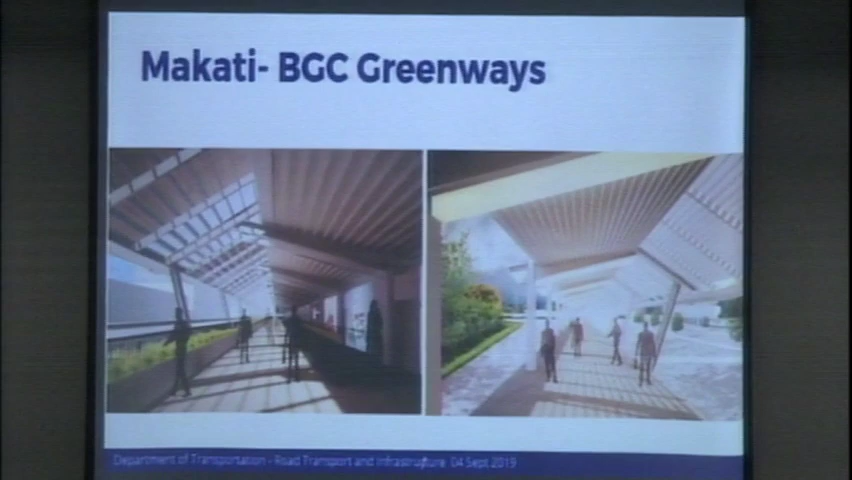 Makati- BGC Greenways
Department of Transportation - Road Transport and Infrastructure 04 Sept 2019